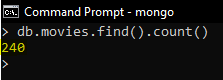 Command Prompt - mongo
> db.movies.find().count()
240
>